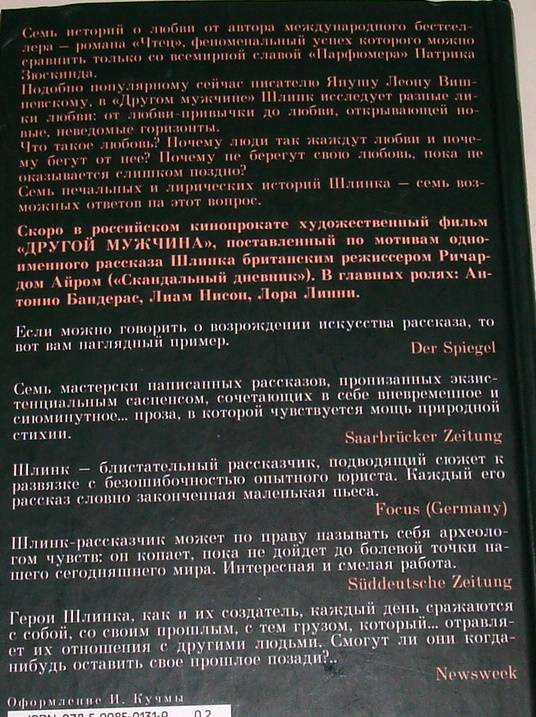 Семь историй о любви от автора международного бестсел-
лера — романа «Чтец», феноменальный успех которого можно
сравнить только со всемирной славой «Парфюмера» Патрика
Зюскинда.
Подобно популярному сейчас писателю Янушу Леону Виш-
невскому, в «Другом мужчине» Шлинк исследует разные ли-
ки любви: от любви-привычки до любви, открывающей но-
вые, неведомые горизонты.
Что такое любовь? Почему люди так жаждут любви и поче-
му бегут от нее? Почему не берегут свою любовь, пока не
оказывается слишком поздно?
Семь печальных и лирических историй Шлинка — семь воз-
можных ответов на этот вопрос.
Скоро в российском кинопрокате художественный фильм
«ДРУГОЙ МУЖЧИНА», поставленный по мотивам одно-
именного рассказа Шлинка британским режиссером Ричар-
дом Айром («Скандальный дневник»). В главных ролях: Ан-
тонио Бандерас, Лиам Нисон, Лора Линни.
Если можно говорить о возрождении искусства рассказа, то
вот вам наглядный пример.
Der Spiegel
Семь мастерски написанных рассказов, пронизанных экзис-
тенциальным саспенсом, сочетающих в себе вневременное и
сиюминутное... проза, в которой чувствуется мощь природной
стихии.
Saarbrücker Zeitung
Шлинк — блистательный рассказчик, подводящий сюжет к
развязке с безошибочностью опытного юриста. Каждый его
рассказ словно законченная маленькая пьеса.
Focus (Germany)
Шлинк-рассказчик может по праву называть себя археоло-
гом чувств: он копает, пока не дойдет до болевой точки на-
шего сегодняшнего мира. Интересная и смелая работа.
Süddeutsche Zeitung
Герои Шлинка, как и их создатель, каждый день сражаются
с собой, со своим прошлым, с тем грузом, который... отравля-
ет их отношения с другими людьми. Смогут ли они когда-
нибудь оставить свое прошлое позади?..
Newsweek
Оформление И. Кучмы